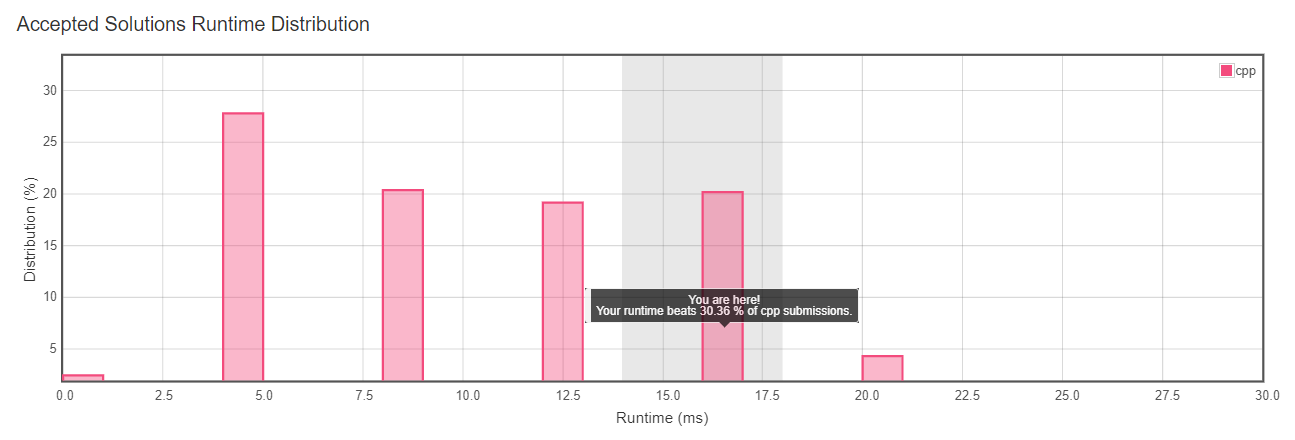 Accepted Solutions Runtime Distribution
cpp
30
25
20
15
10
5
Distribution (%)
You are here!
Your runtime beats 30.36 % of cpp submissions.
0.0 2.5 5.0 7.5 10.0 12.5 15.0 17.5 20.0 22.5 25.0 27.5 30.0
Runtime (ms)